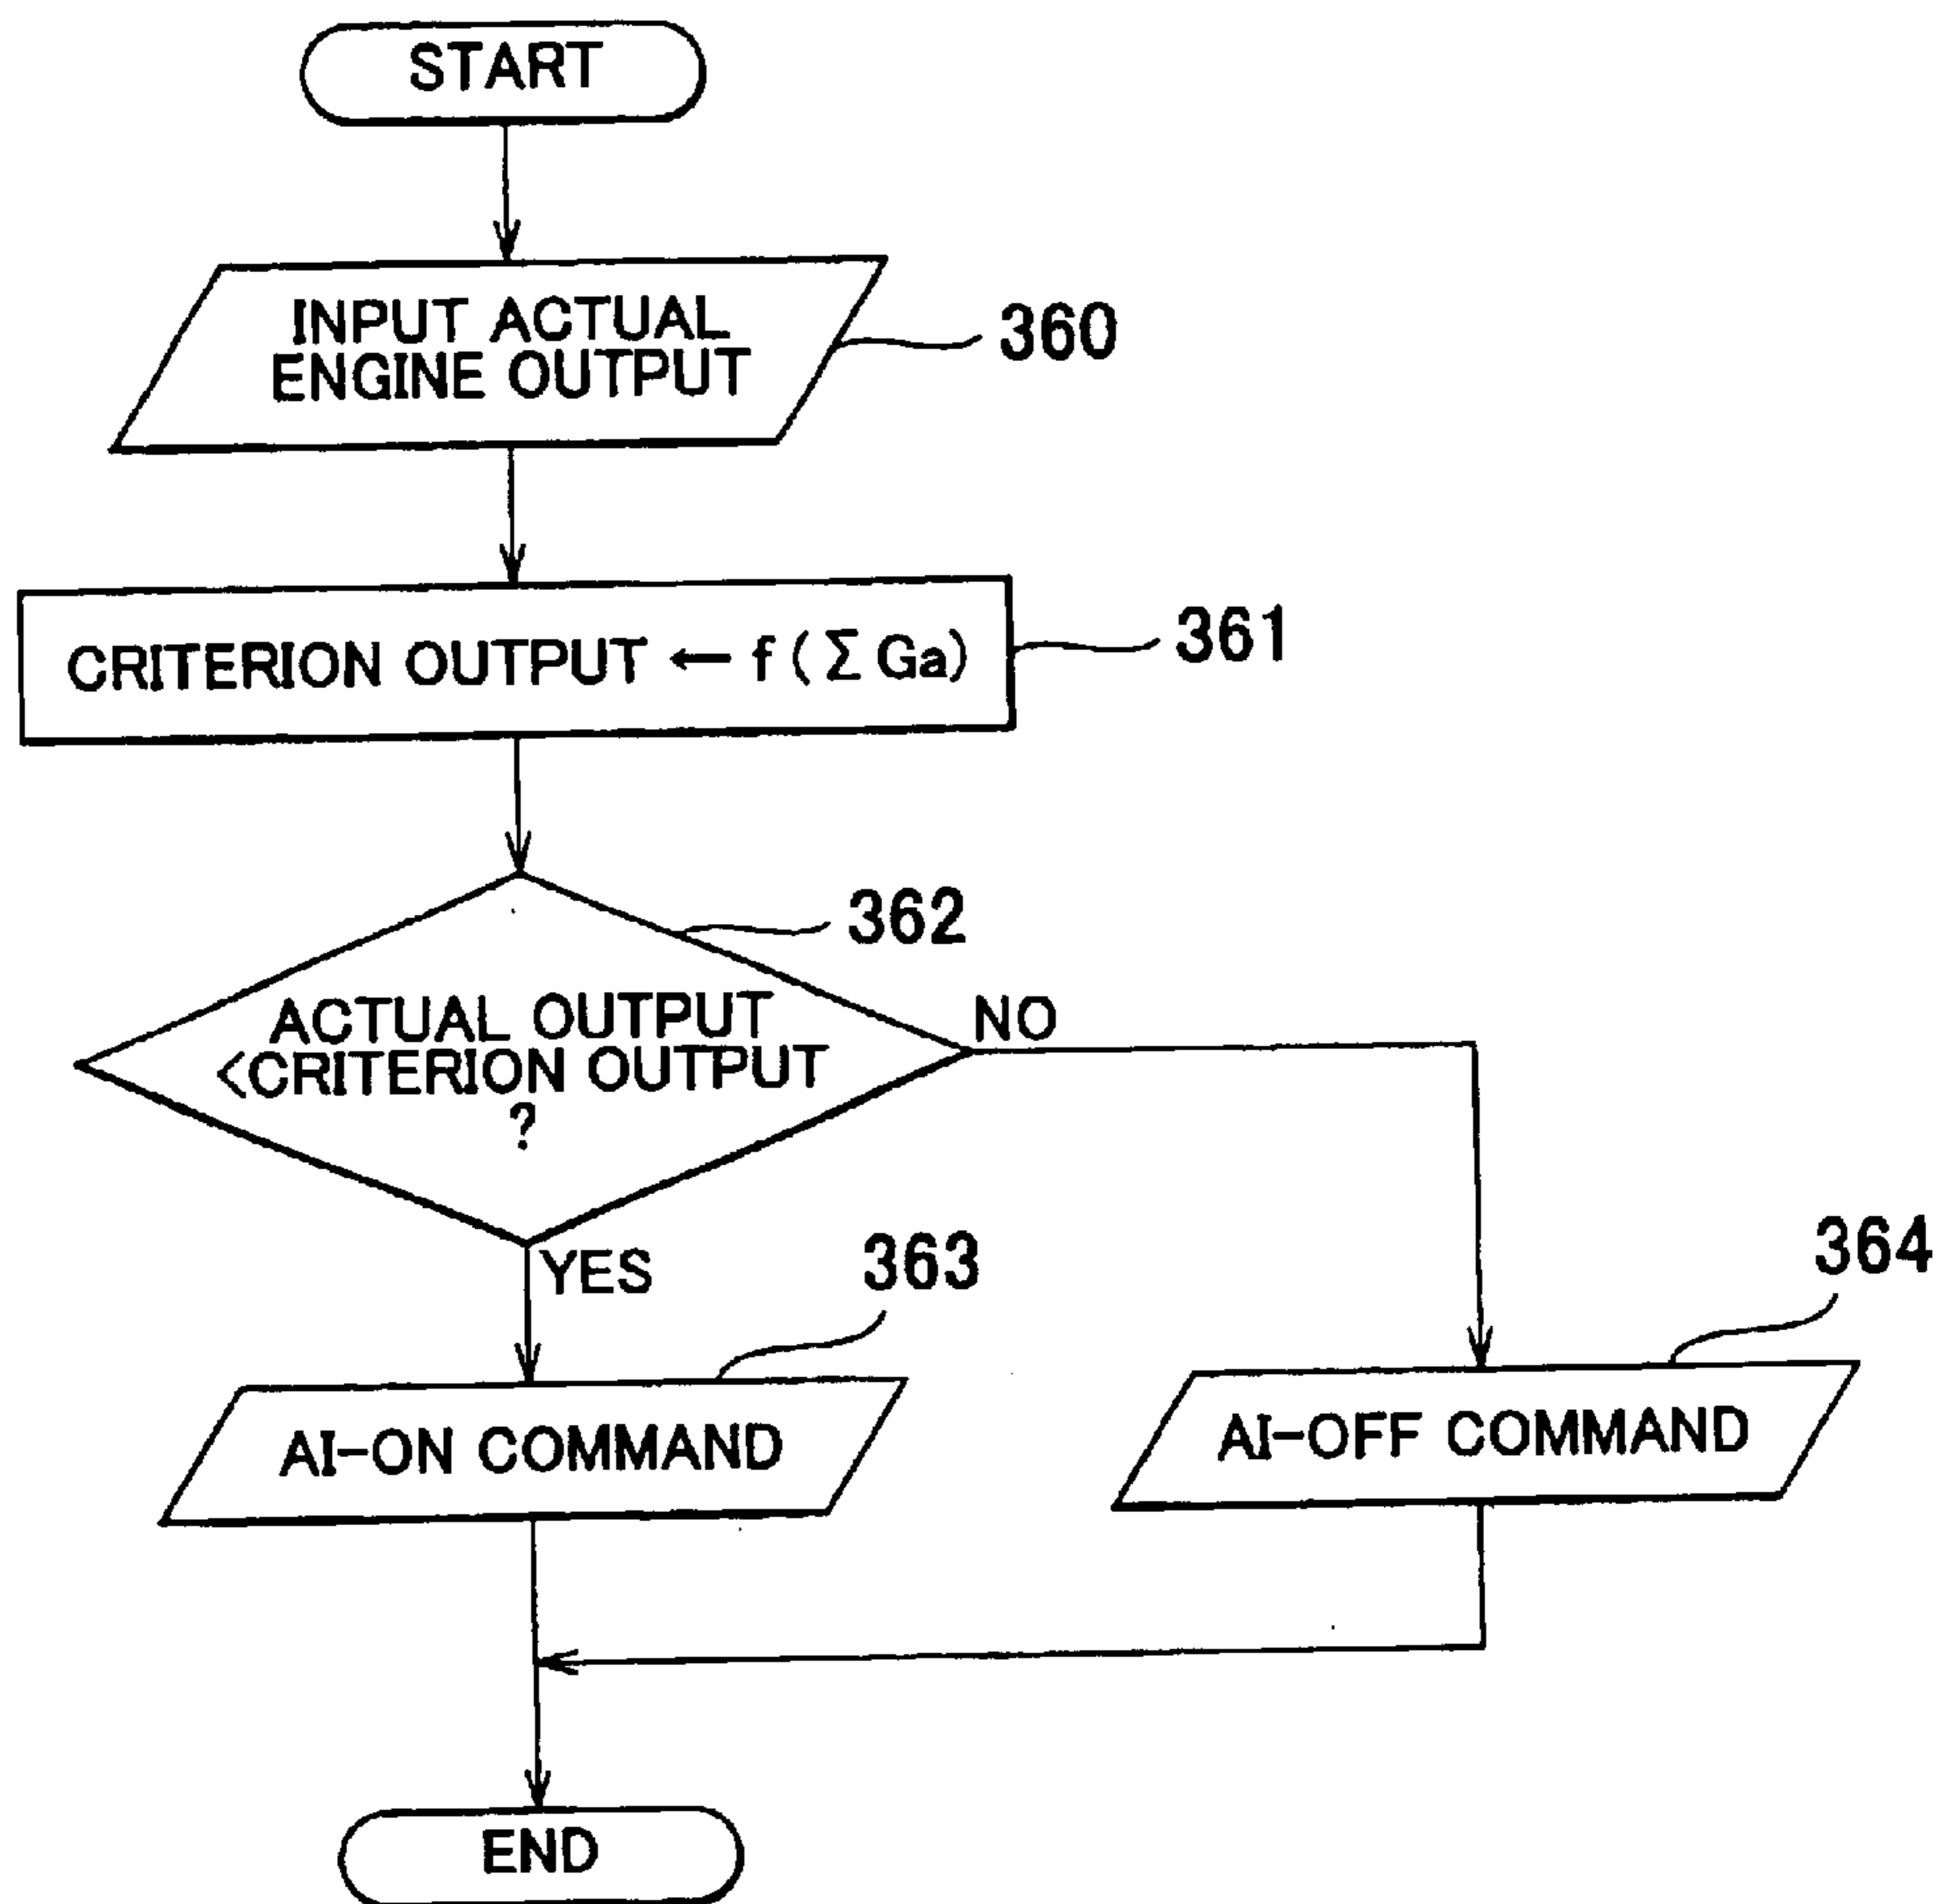 START
INPUT ACTUAL
ENGINE OUTPUT
360
CRITERION OUTPUT ← f ( Σ Ga)
361
362
ACTUAL OUTPUT
<CRITERION OUTPUT
?
NO
YES
363
364
AI-ON COMMAND
AI-OFF COMMAND
END